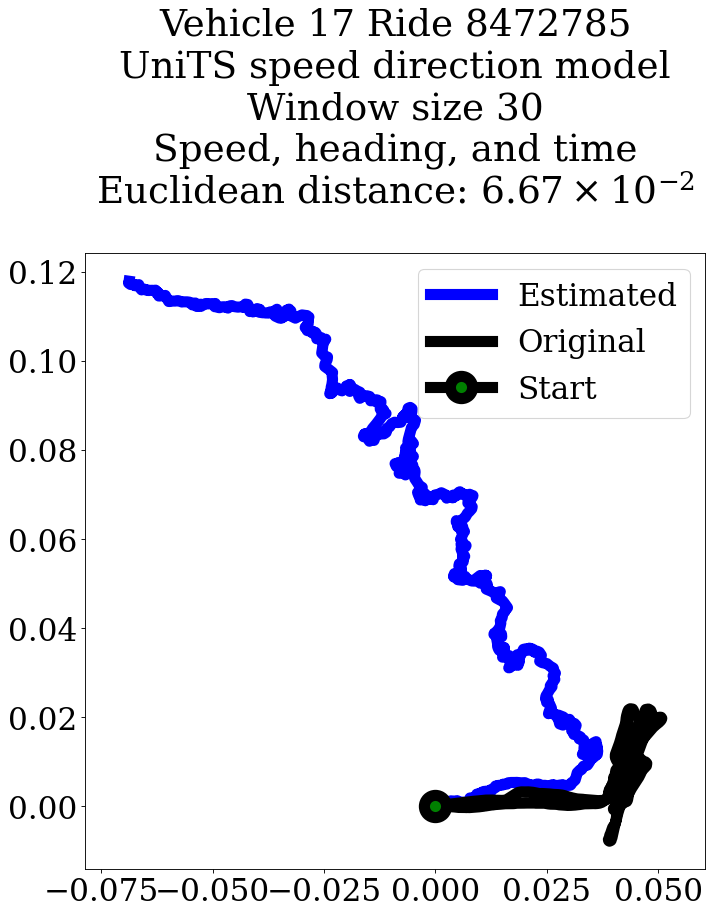 Vehicle 17 Ride 8472785
UniTS speed direction model
Window size 30
Speed, heading, and time
Euclidean distance: 6.67 × 10⁻²
Estimated
Original
Start
0.12
0.10
0.08
0.06
0.04
0.02
0.00
−0.075 −0.050 −0.025 0.000 0.025 0.050